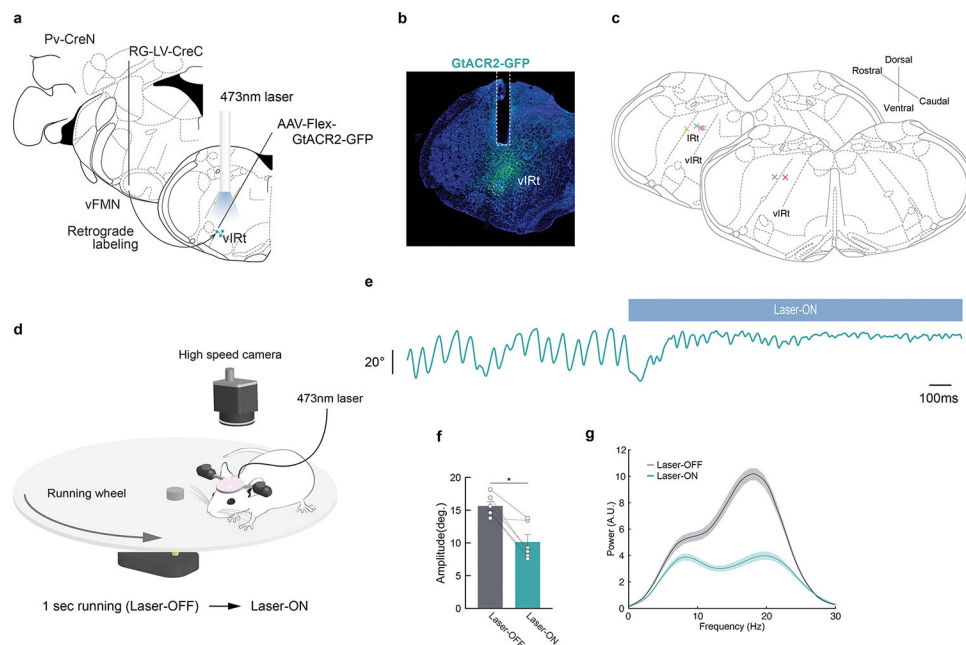 a
Pv-CreN
RG-LV-CreC
473nm laser
AAV-Flex-
GtACR2-GFP
vFMN
Retrograde
labeling
vIRt
b
GtACR2-GFP
vIRt
c
Dorsal
Rostral
Caudal
Ventral
IRt
vIRt
vIRt
d
High speed camera
473nm laser
Running wheel
1 sec running (Laser-OFF)
Laser-ON
e
Laser-ON
20°
100ms
f
*
20
15
10
5
0
Amplitude(deg.)
Laser-OFF
Laser-ON
g
Laser-OFF
Laser-ON
12
10
8
6
4
2
0
Power (A.U.)
0
10
20
30
Frequency (Hz)